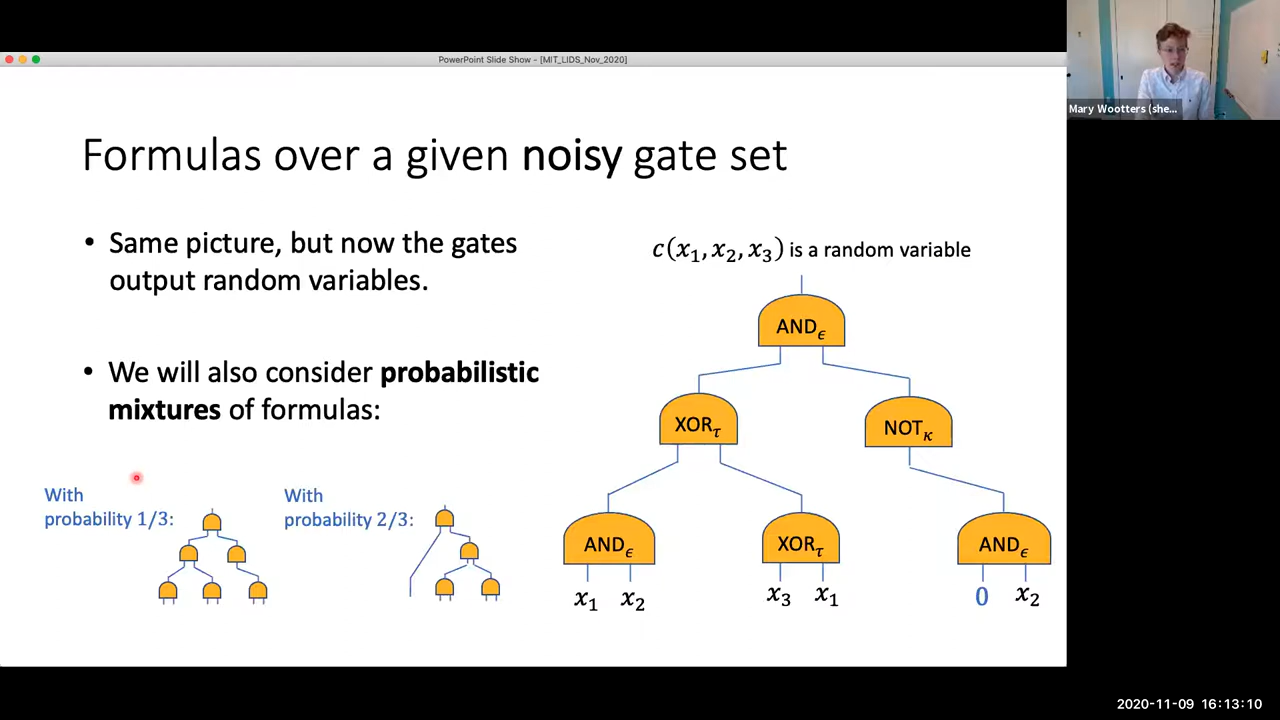 PowerPoint Slide Show - [MIT_LIDS_Nov_2020]
Mary Wootters (she...
Formulas over a given noisy gate set
• Same picture, but now the gates
output random variables.
• We will also consider probabilistic
mixtures of formulas:
With
probability 1/3:
With
probability 2/3:
c(x₁, x₂, x₃) is a random variable
ANDϵ
XORτ
NOTκ
ANDϵ
XORτ
ANDϵ
x₁ x₂
x₃ x₁
0 x₂
2020-11-09 16:13:10